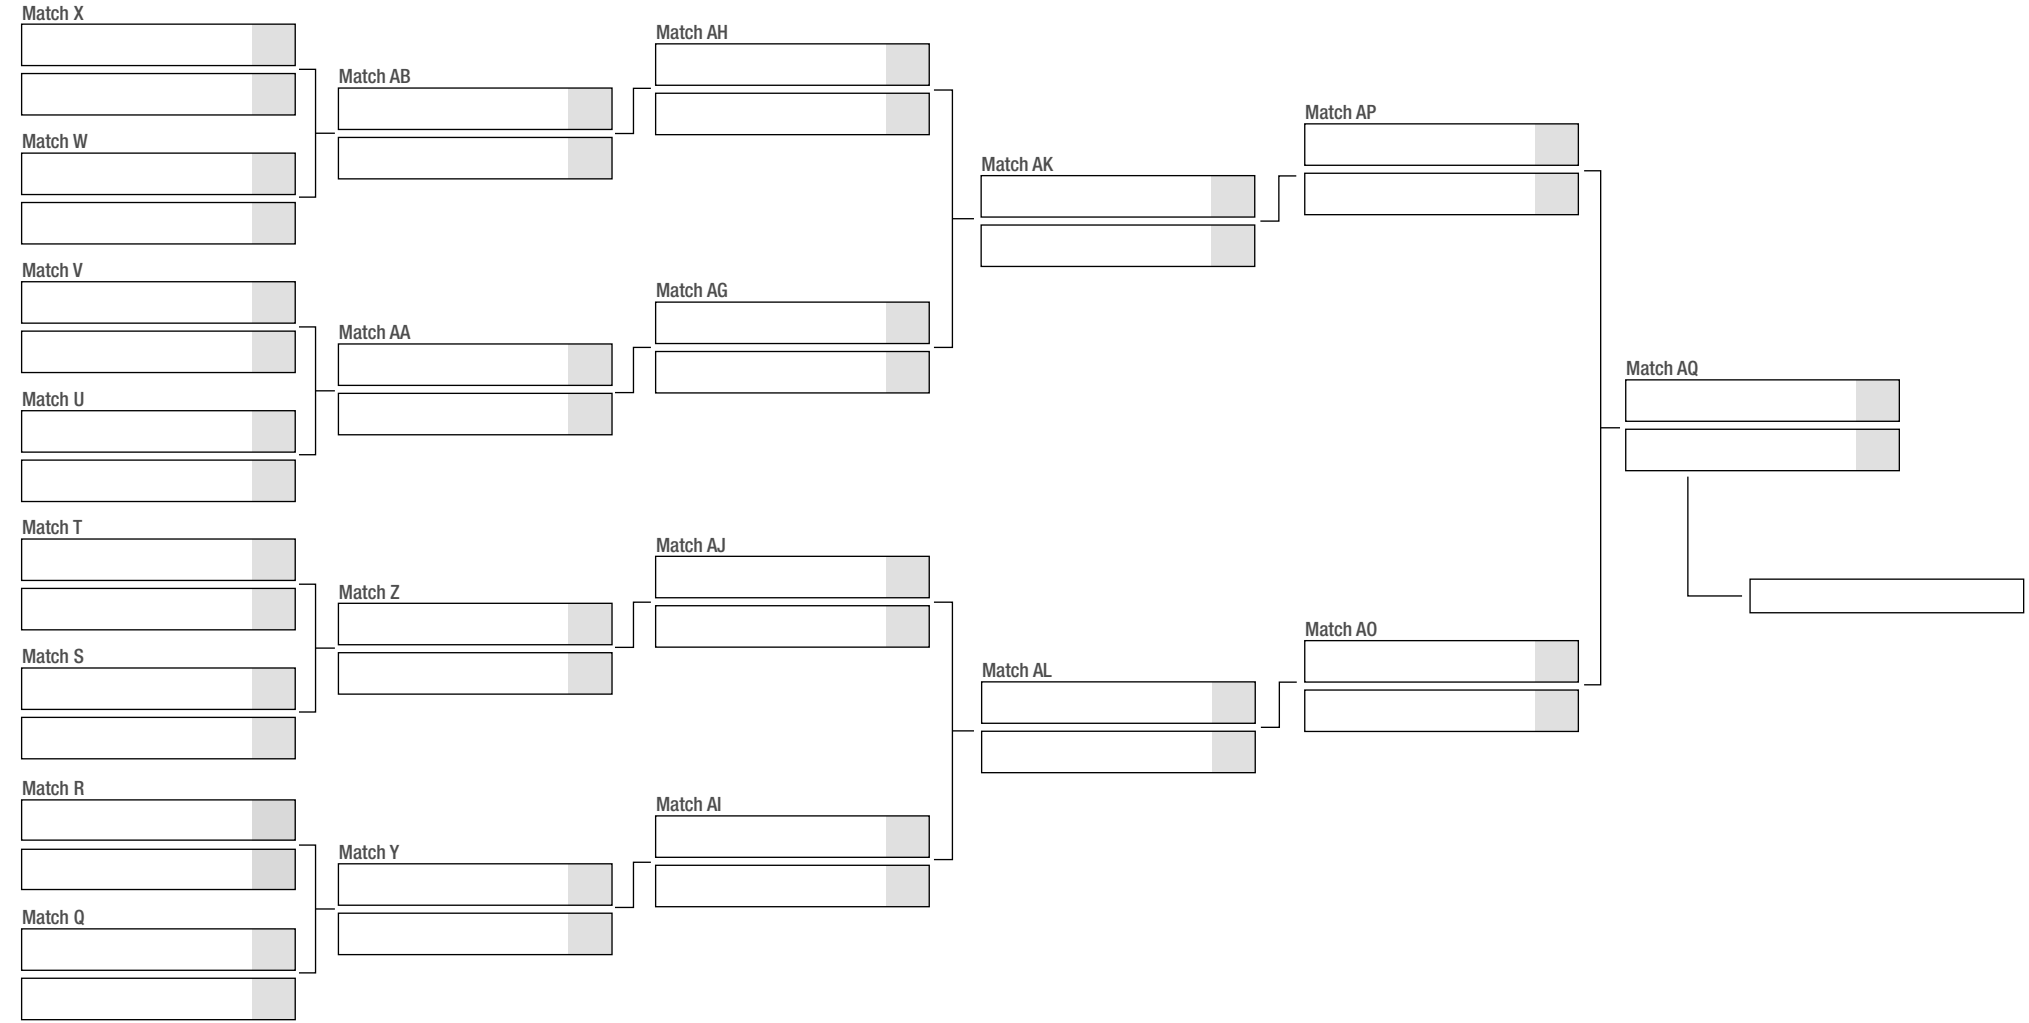 Match X
Match W
Match V
Match U
Match T
Match S
Match R
Match Q
Match AB
Match AA
Match Z
Match Y
Match AH
Match AG
Match AJ
Match AI
Match AK
Match AL
Match AP
Match AO
Match AQ